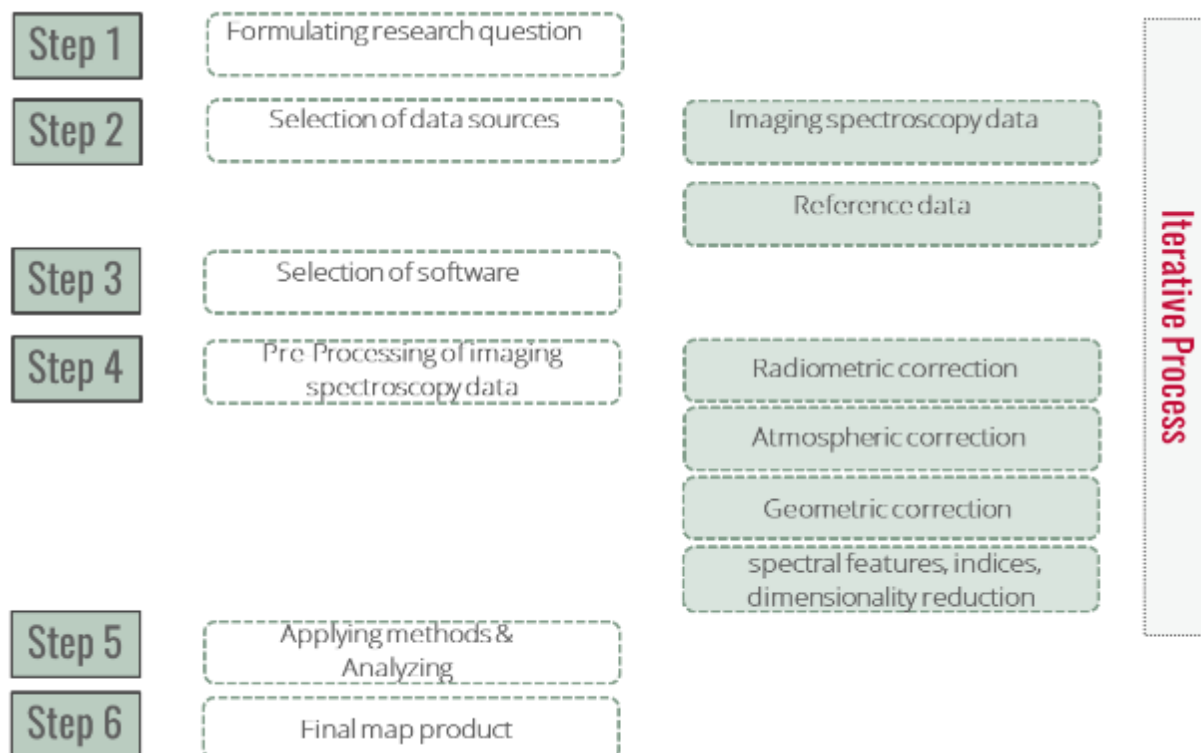 Step 1
Formulating research question
Step 2
Selection of data sources
Imaging spectroscopy data
Reference data
Step 3
Selection of software
Step 4
Pre-Processing of imaging
spectroscopy data
Radiometric correction
Atmospheric correction
Geometric correction
spectral features, indices,
dimensionality reduction
Step 5
Applying methods &
Analyzing
Step 6
Final map product
Iterative Process